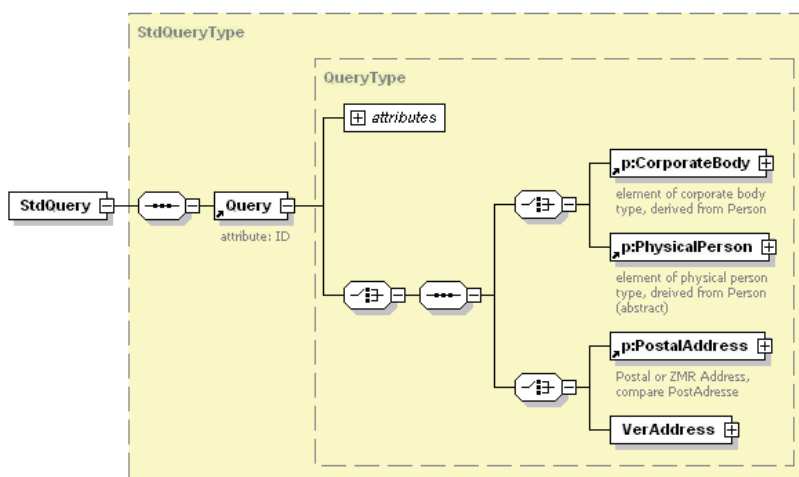 StdQueryType
QueryType
attributes
p:CorporateBody
element of corporate body
type, derived from Person
StdQuery
Query
attribute: ID
p:PhysicalPerson
element of physical person
type, dreived from Person
(abstract)
p:PostalAddress
Postal or ZMR Address,
compare PostAdresse
VerAddress